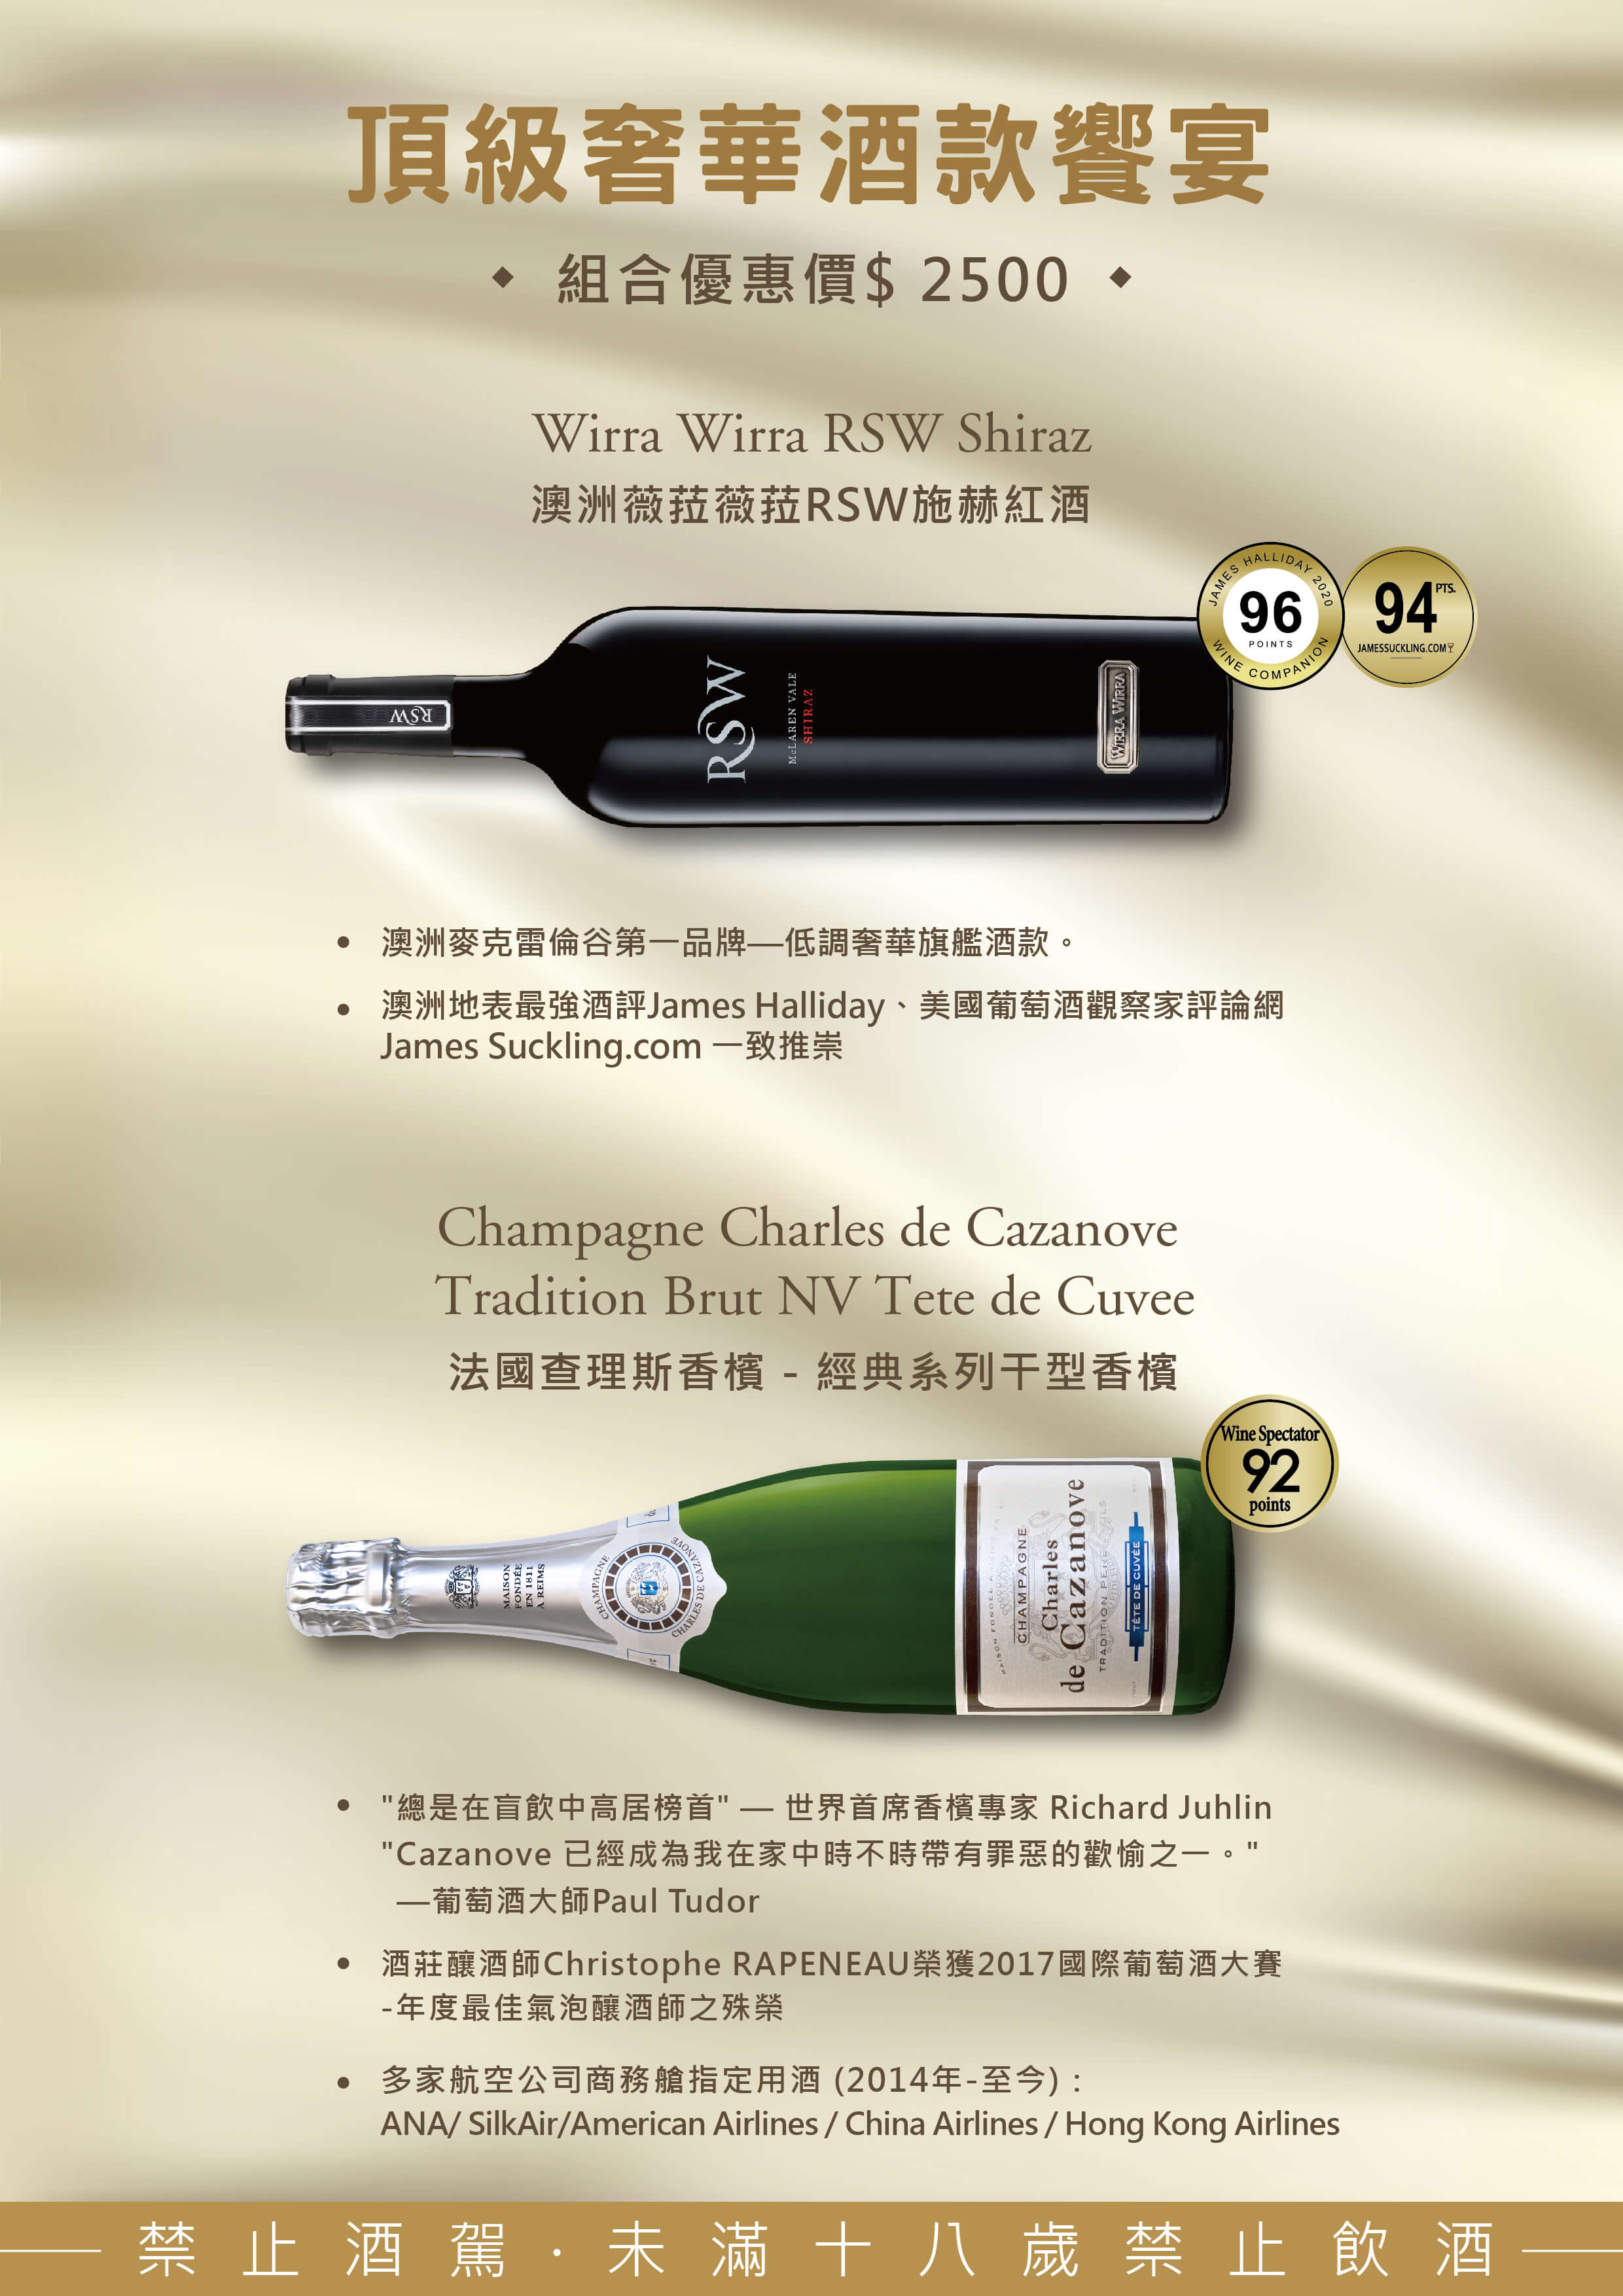 頂級奢華酒款饗宴
組合優惠價$ 2500
Wirra Wirra RSW Shiraz
澳洲薇菈薇菈RSW施赫紅酒
JAMES HALLIDAY 2020
96
POINTS
WINE COMPANION
94 PTS.
JAMESSUCKLING.COM
RSW
RSW
McLAREN VALE
SHIRAZ
WIRRA WIRRA
• 澳洲麥克雷倫谷第一品牌—低調奢華旗艦酒款。
• 澳洲地表最強酒評James Halliday、美國葡萄酒觀察家評論網
James Suckling.com 一致推崇
Champagne Charles de Cazanove
Tradition Brut NV Tete de Cuvee
法國查理斯香檳 - 經典系列干型香檳
Wine Spectator
92
points
MAISON
FONDÉE
EN 1811
À REIMS
CHAMPAGNE
CHARLES DE CAZANOVE
CHAMPAGNE
Charles
de Cazanove
TRADITION PÈRE & FILS
TÊTE DE CUVÉE
• "總是在盲飲中高居榜首" — 世界首席香檳專家 Richard Juhlin
"Cazanove 已經成為我在家中時不時帶有罪惡的歡愉之一。"
—葡萄酒大師Paul Tudor
• 酒莊釀酒師Christophe RAPENEAU榮獲2017國際葡萄酒大賽
-年度最佳氣泡釀酒師之殊榮
• 多家航空公司商務艙指定用酒 (2014年-至今)：
ANA/ SilkAir/American Airlines / China Airlines / Hong Kong Airlines
禁止酒駕·未滿十八歲禁止飲酒